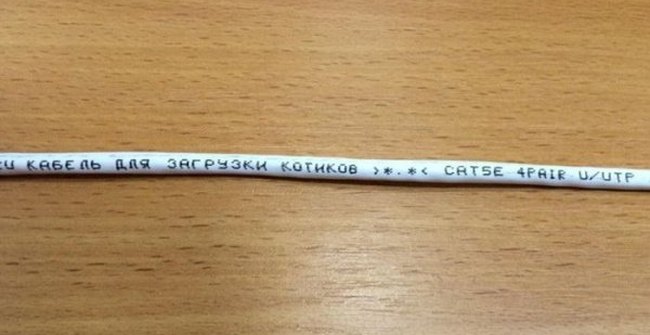 КАБЕЛЬ ДЛЯ ЗАГРУЗКИ КОТИКОВ >*.*< CAT5E 4PAIR U/UTP